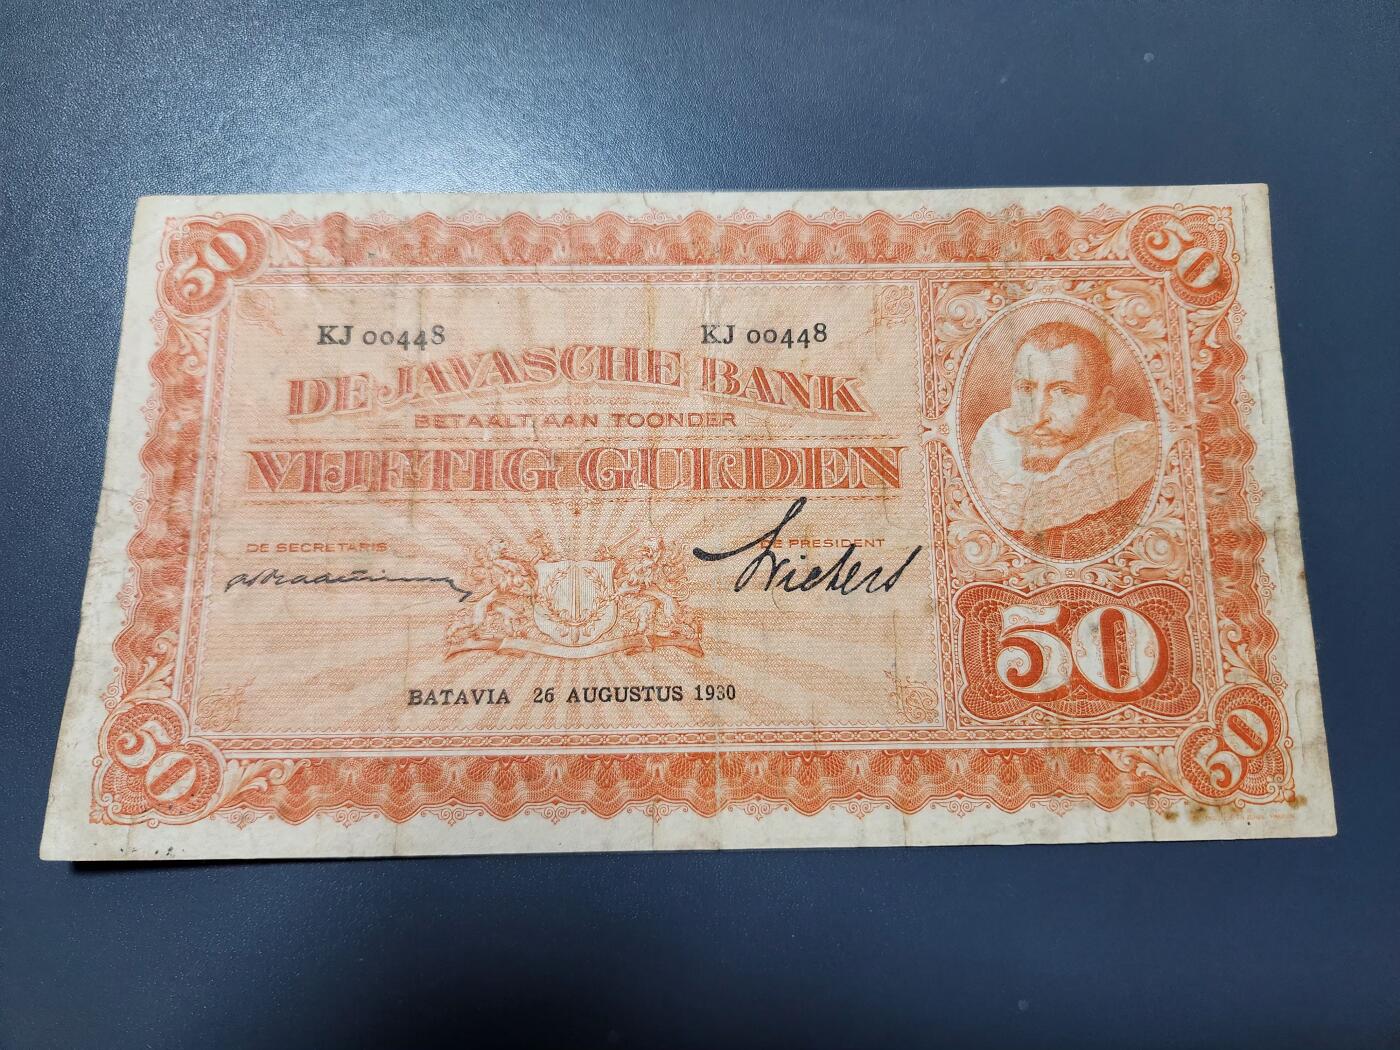 50
50
KJ 00448
KJ 00448
DE JAVASCHE BANK
BETAALT AAN TOONDER
VIJFTIG GULDEN
DE SECRETARIS
DE PRESIDENT
BATAVIA 26 AUGUSTUS 1930
50
50
50